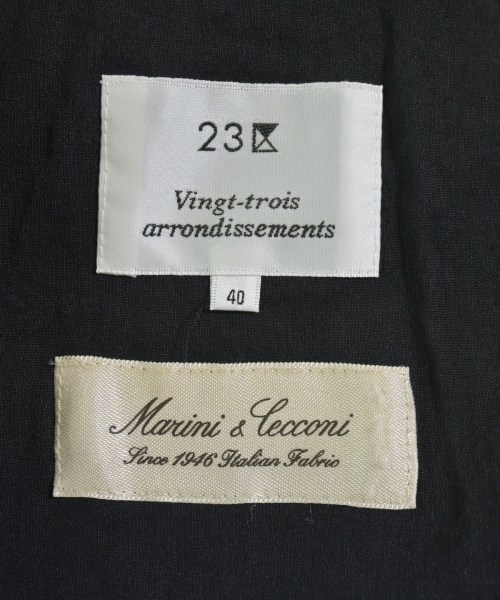 23区
Vingt-trois
arrondissements
40
Marini & Cecconi
Since 1946 Italian Fabric